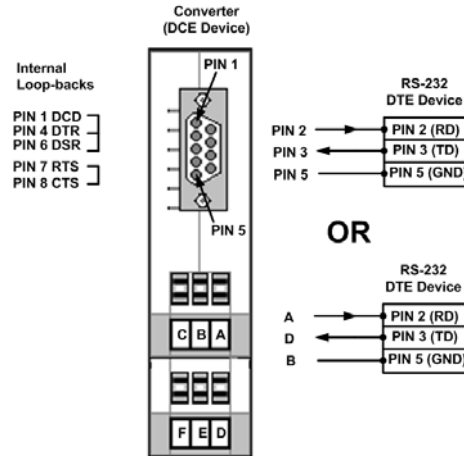 Converter
(DCE Device)
Internal
Loop-backs
PIN 1 DCD
PIN 4 DTR
PIN 6 DSR
PIN 7 RTS
PIN 8 CTS
PIN 1
PIN 5
C B A
F E D
RS-232
DTE Device
PIN 2 PIN 2 (RD)
PIN 3 PIN 3 (TD)
PIN 5 PIN 5 (GND)
OR
RS-232
DTE Device
A PIN 2 (RD)
D PIN 3 (TD)
B PIN 5 (GND)